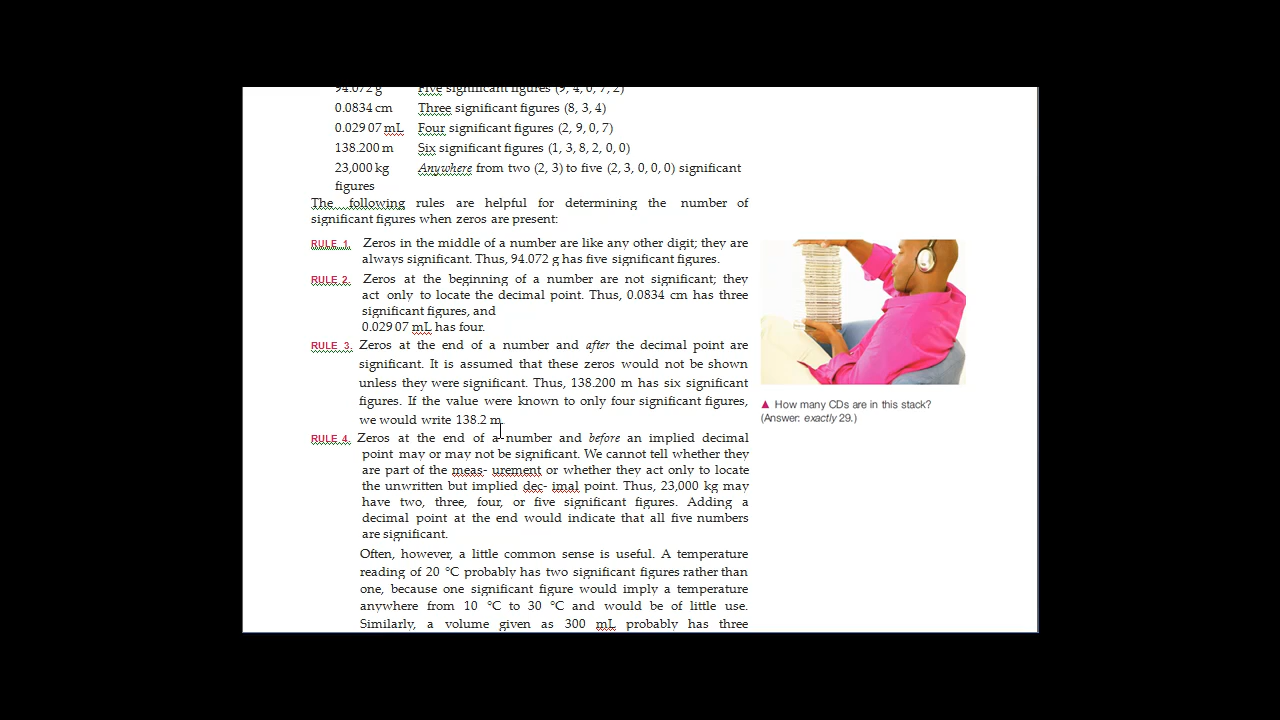 94.072 g Five significant figures (9, 4, 0, 7, 2)
0.0834 cm Three significant figures (8, 3, 4)
0.029 07 mL Four significant figures (2, 9, 0, 7)
138.200 m Six significant figures (1, 3, 8, 2, 0, 0)
23,000 kg Anywhere from two (2, 3) to five (2, 3, 0, 0, 0) significant
figures
The following rules are helpful for determining the number of
significant figures when zeros are present:
RULE 1. Zeros in the middle of a number are like any other digit; they are
always significant. Thus, 94.072 g has five significant figures.
RULE 2. Zeros at the beginning of a number are not significant; they
act only to locate the decimal point. Thus, 0.0834 cm has three
significant figures, and
0.029 07 mL has four.
RULE 3. Zeros at the end of a number and after the decimal point are
significant. It is assumed that these zeros would not be shown
unless they were significant. Thus, 138.200 m has six significant
figures. If the value were known to only four significant figures,
we would write 138.2 m.
RULE 4. Zeros at the end of a number and before an implied decimal
point may or may not be significant. We cannot tell whether they
are part of the meas- urement or whether they act only to locate
the unwritten but implied dec- imal point. Thus, 23,000 kg may
have two, three, four, or five significant figures. Adding a
decimal point at the end would indicate that all five numbers
are significant.
Often, however, a little common sense is useful. A temperature
reading of 20 °C probably has two significant figures rather than
one, because one significant figure would imply a temperature
anywhere from 10 °C to 30 °C and would be of little use.
Similarly, a volume given as 300 mL probably has three
▲ How many CDs are in this stack?
(Answer: exactly 29.)